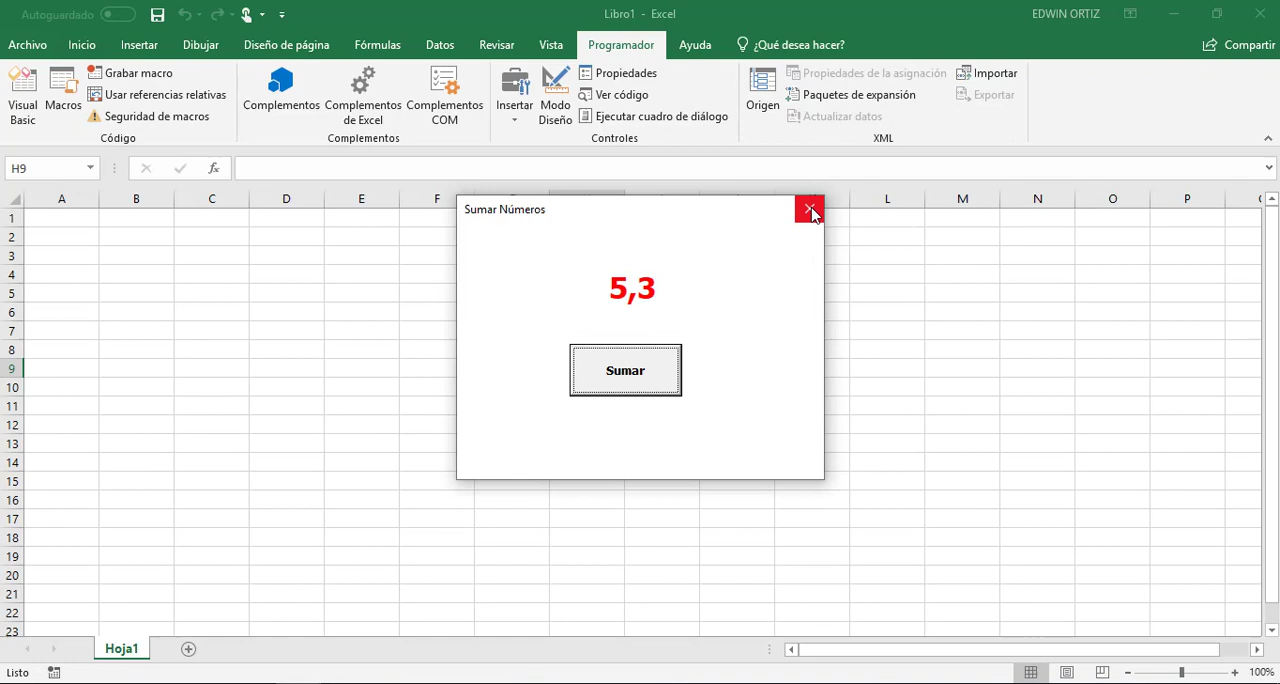 Autoguardado
Libro1 - Excel
EDWIN ORTIZ
Archivo Inicio Insertar Dibujar Diseño de página Fórmulas Datos Revisar Vista Programador Ayuda ¿Qué desea hacer? Compartir
Visual Basic
Macros
Grabar macro
Usar referencias relativas
Seguridad de macros
Código
Complementos
Complementos de Excel
Complementos COM
Complementos
Insertar
Modo Diseño
Propiedades
Ver código
Ejecutar cuadro de diálogo
Controles
Origen
Propiedades de la asignación
Paquetes de expansión
Actualizar datos
Importar
Exportar
XML
H9
fx
A B C D E F L M N O P
1
2
3
4
5
6
7
8
9
10
11
12
13
14
15
16
17
18
19
20
21
22
23
Sumar Números
5,3
Sumar
Hoja1
Listo
100%